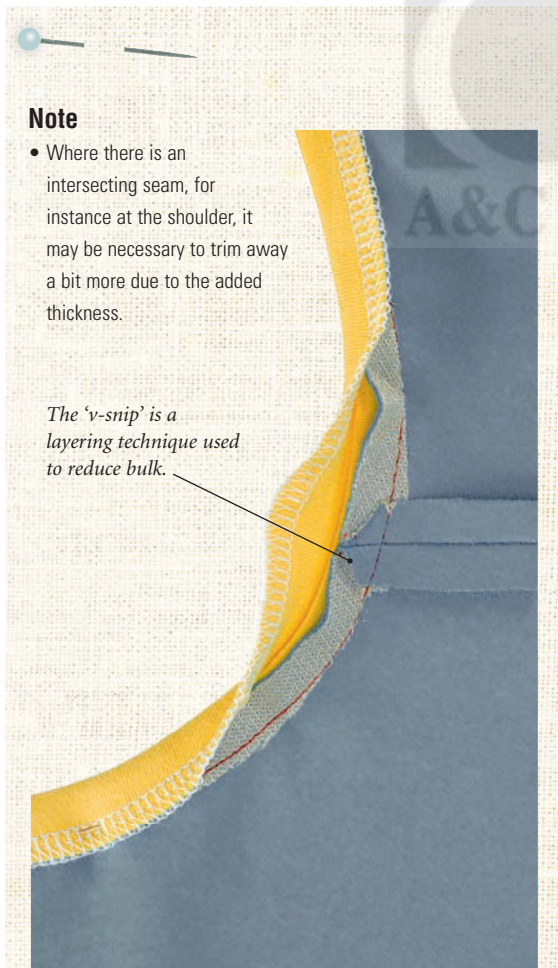 A&C
Note
• Where there is an
intersecting seam, for
instance at the shoulder, it
may be necessary to trim away
a bit more due to the added
thickness.
The ‘v-snip’ is a
layering technique used
to reduce bulk.